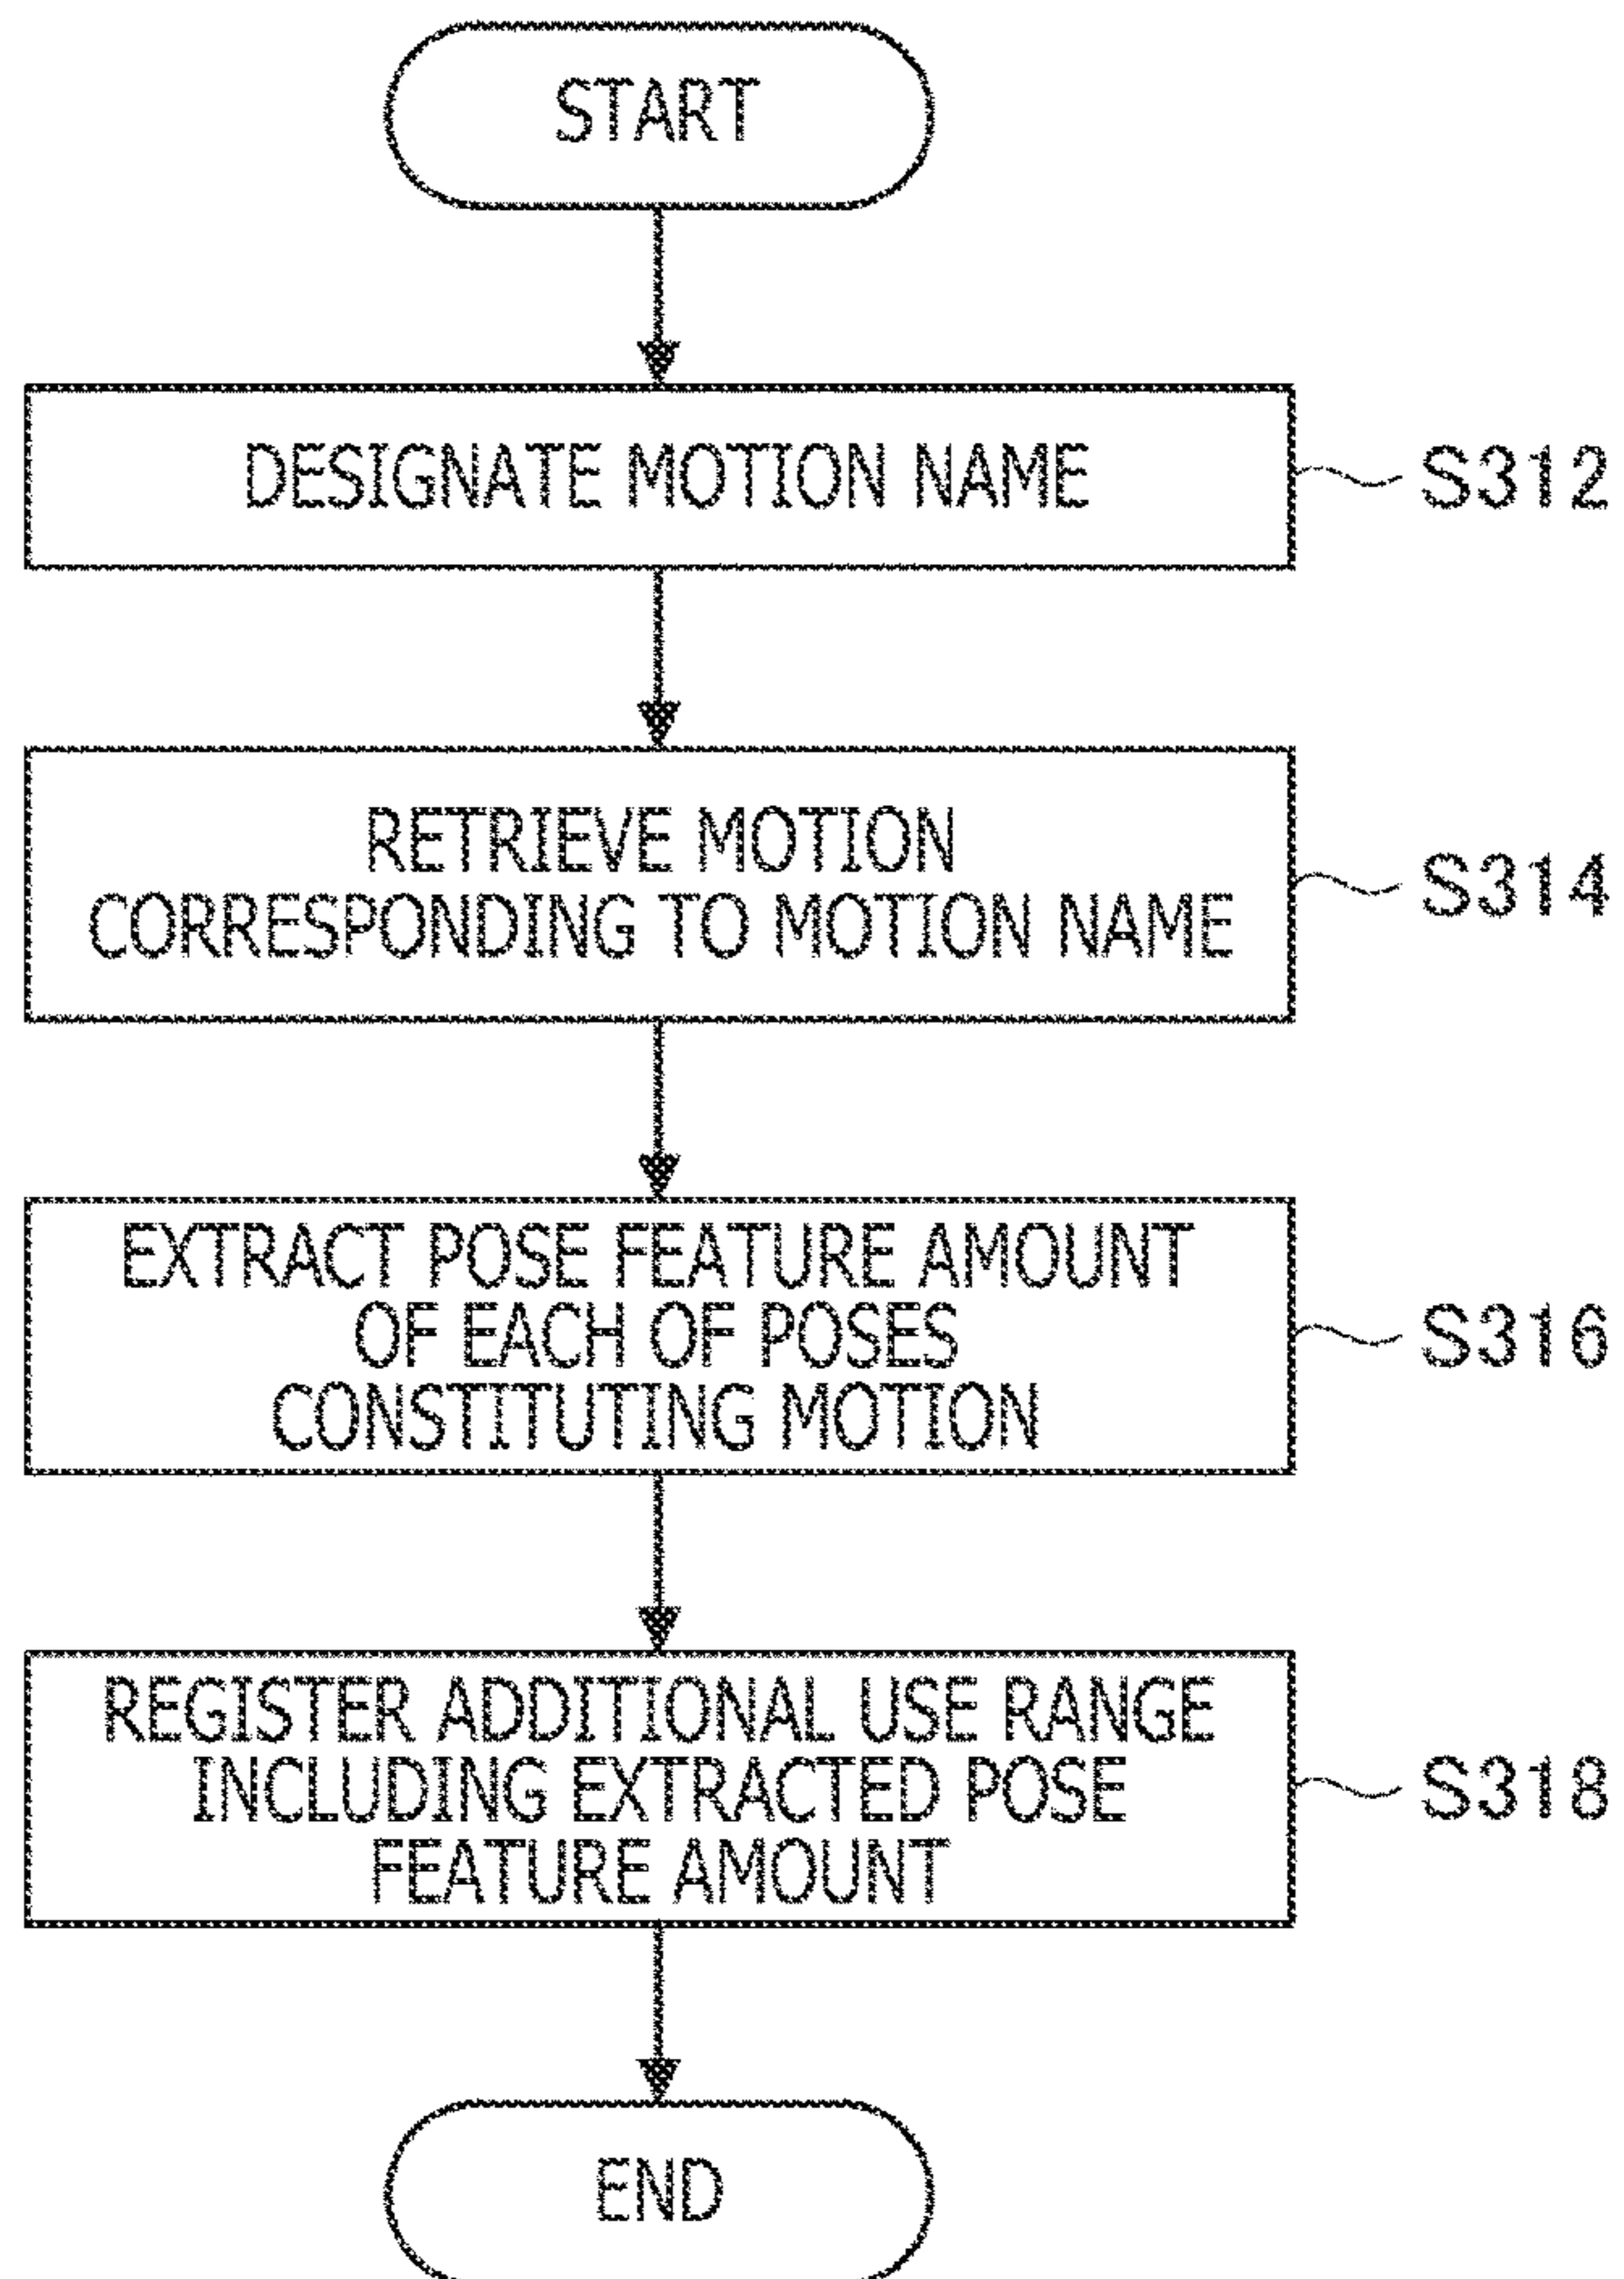 START
DESIGNATE MOTION NAME
S312
RETRIEVE MOTION
CORRESPONDING TO MOTION NAME
S314
EXTRACT POSE FEATURE AMOUNT
OF EACH OF POSES
CONSTITUTING MOTION
S316
REGISTER ADDITIONAL USE RANGE
INCLUDING EXTRACTED POSE
FEATURE AMOUNT
S318
END